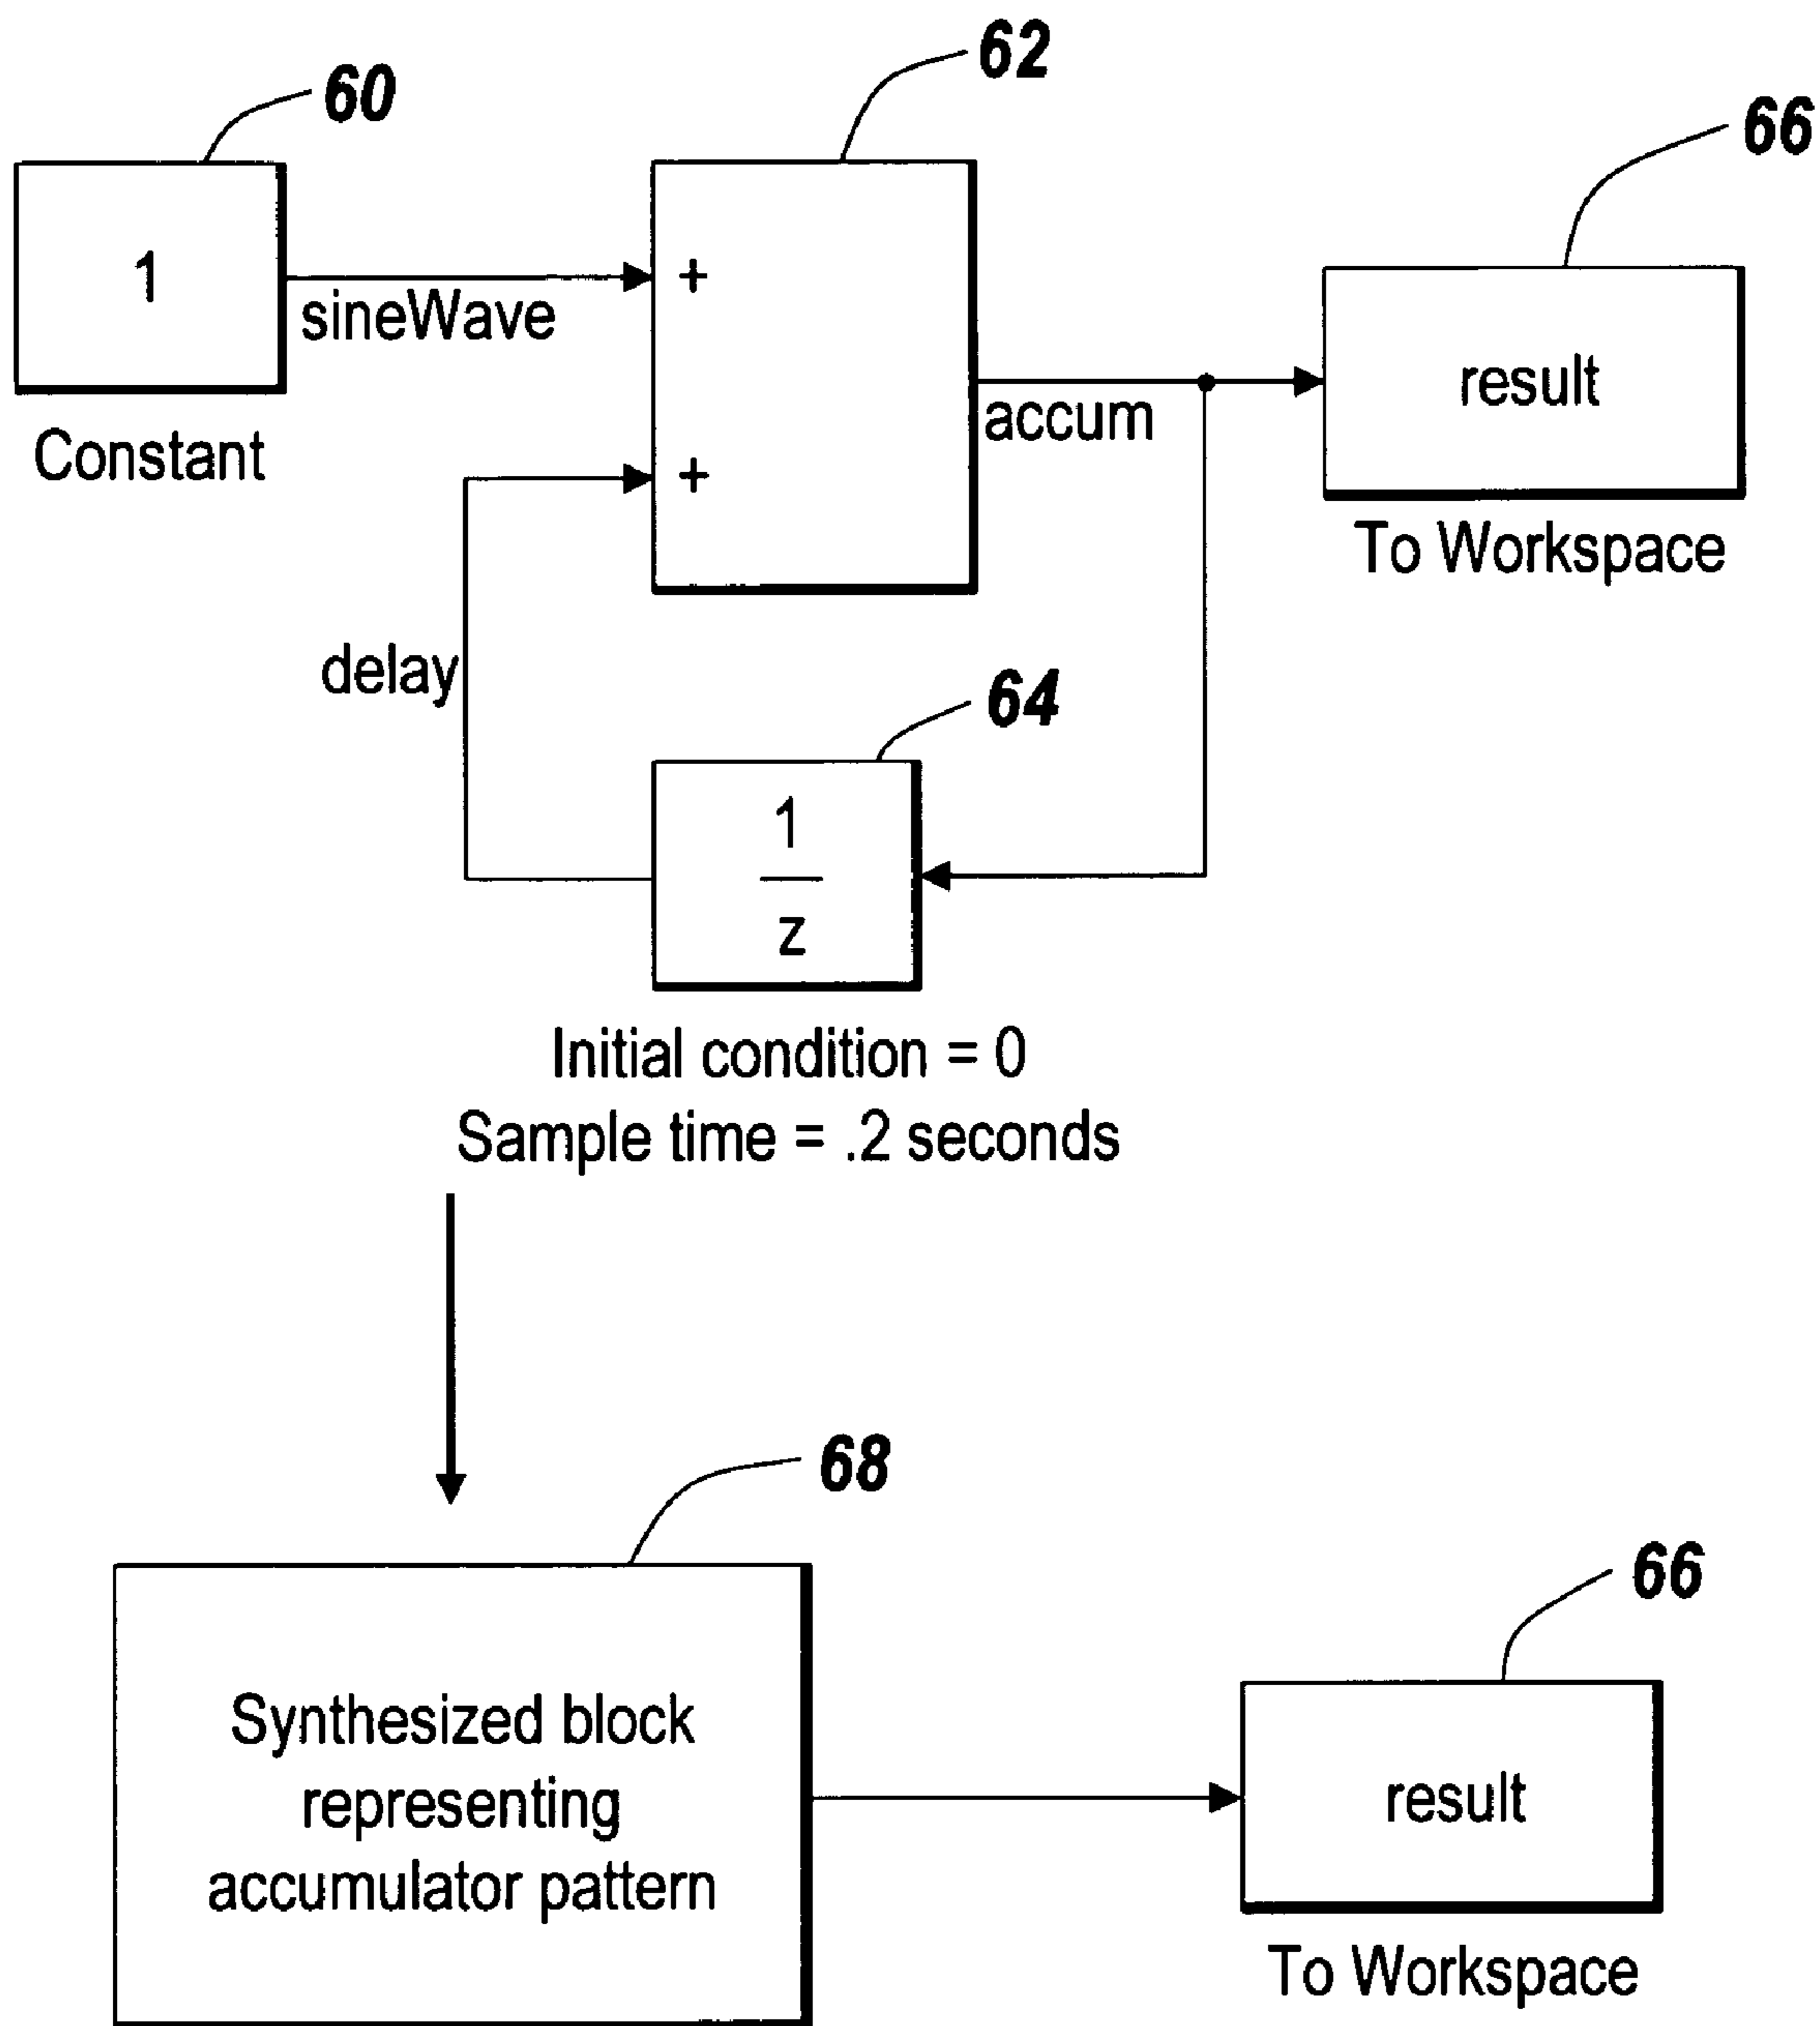 60
62
66
1
sineWave
+
Constant
+
accum
result
To Workspace
delay
64
1
z
Initial condition = 0
Sample time = .2 seconds
68
66
Synthesized block
representing
accumulator pattern
result
To Workspace